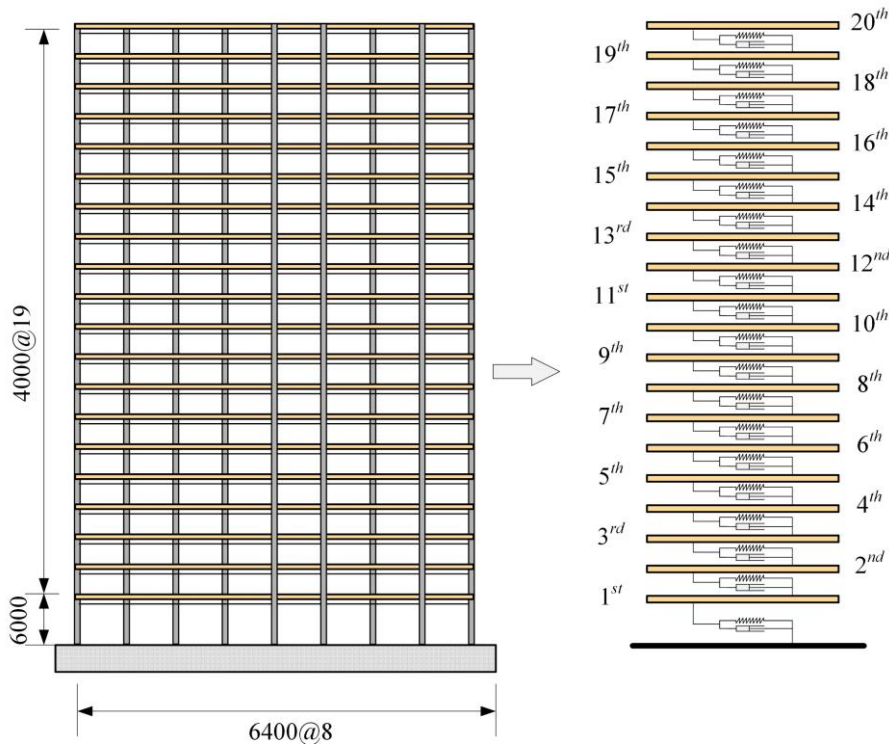 20th
19th
18th
17th
16th
15th
14th
13rd
12nd
11st
10th
9th
8th
7th
6th
5th
4th
3rd
2nd
1st
4000@19
6000
6400@8